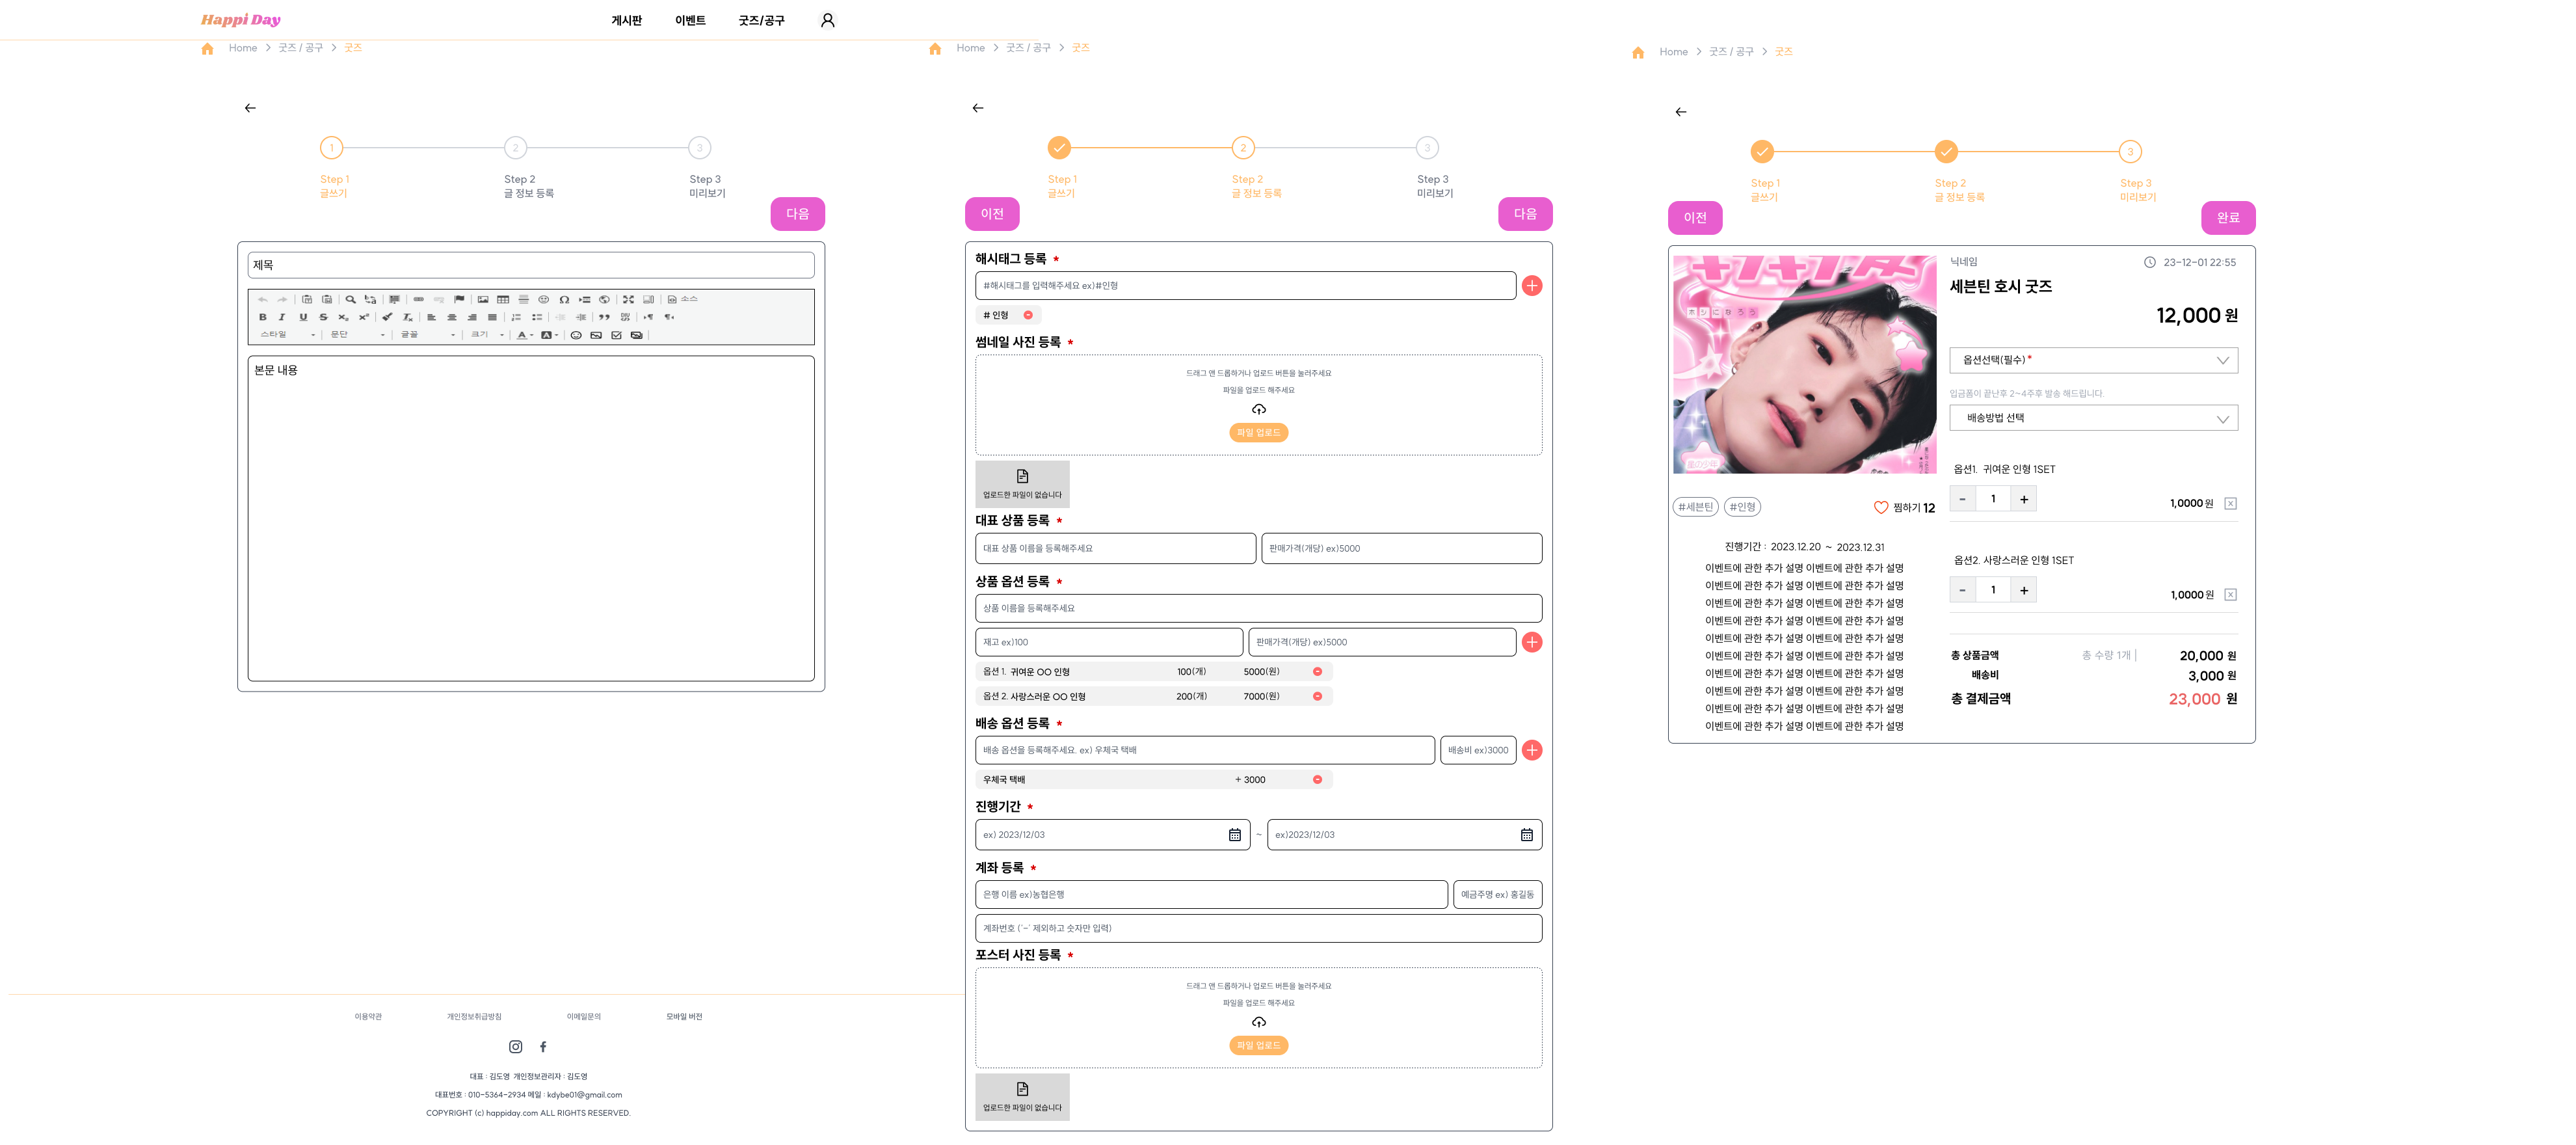 Happi Day
게시판
이벤트
굿즈/공구
Home > 굿즈 / 공구 > 굿즈
1
2
3
Step 1
글쓰기
Step 2
글 정보 등록
Step 3
미리보기
다음
제목
소스
스타일
문단
글꼴
크기
본문 내용
이용약관
개인정보취급방침
이메일문의
모바일 버전
대표 : 김도영 개인정보관리자 : 김도영
대표번호 : 010-5364-2934 메일 : kdybe01@gmail.com
COPYRIGHT (c) happiday.com ALL RIGHTS RESERVED.
Home > 굿즈 / 공구 > 굿즈
2
3
Step 1
글쓰기
Step 2
글 정보 등록
Step 3
미리보기
이전
다음
해시태그 등록 *
#해시태그를 입력해주세요 ex)#인형
# 인형
썸네일 사진 등록 *
드래그 앤 드롭하거나 업로드 버튼을 눌러주세요
파일을 업로드 해주세요
파일 업로드
업로드한 파일이 없습니다
대표 상품 등록 *
대표 상품 이름을 등록해주세요
판매가격(개당) ex)5000
상품 옵션 등록 *
상품 이름을 등록해주세요
재고 ex)100
판매가격(개당) ex)5000
옵션 1. 귀여운 OO 인형 100(개) 5000(원)
옵션 2. 사랑스러운 OO 인형 200(개) 7000(원)
배송 옵션 등록 *
배송 옵션을 등록해주세요. ex) 우체국 택배
배송비 ex)3000
우체국 택배 + 3000
진행기간 *
ex) 2023/12/03 ~ ex)2023/12/03
계좌 등록 *
은행 이름 ex)농협은행
예금주명 ex) 홍길동
계좌번호 ('-' 제외하고 숫자만 입력)
포스터 사진 등록 *
드래그 앤 드롭하거나 업로드 버튼을 눌러주세요
파일을 업로드 해주세요
파일 업로드
업로드한 파일이 없습니다
Home > 굿즈 / 공구 > 굿즈
3
Step 1
글쓰기
Step 2
글 정보 등록
Step 3
미리보기
이전
완료
ホシになろう
#세븐틴
#인형
찜하기 12
진행기간 : 2023.12.20 ~ 2023.12.31
이벤트에 관한 추가 설명 이벤트에 관한 추가 설명
이벤트에 관한 추가 설명 이벤트에 관한 추가 설명
이벤트에 관한 추가 설명 이벤트에 관한 추가 설명
이벤트에 관한 추가 설명 이벤트에 관한 추가 설명
이벤트에 관한 추가 설명 이벤트에 관한 추가 설명
이벤트에 관한 추가 설명 이벤트에 관한 추가 설명
이벤트에 관한 추가 설명 이벤트에 관한 추가 설명
이벤트에 관한 추가 설명 이벤트에 관한 추가 설명
이벤트에 관한 추가 설명 이벤트에 관한 추가 설명
이벤트에 관한 추가 설명 이벤트에 관한 추가 설명
닉네임
23-12-01 22:55
세븐틴 호시 굿즈
12,000 원
옵션선택(필수)*
입금폼이 끝난후 2~4주후 발송 해드립니다.
배송방법 선택
옵션1. 귀여운 인형 1SET
- 1 +
1,0000 원
옵션2. 사랑스러운 인형 1SET
- 1 +
1,0000 원
총 상품금액 총 수량 1개 | 20,000 원
배송비 3,000 원
총 결제금액 23,000 원